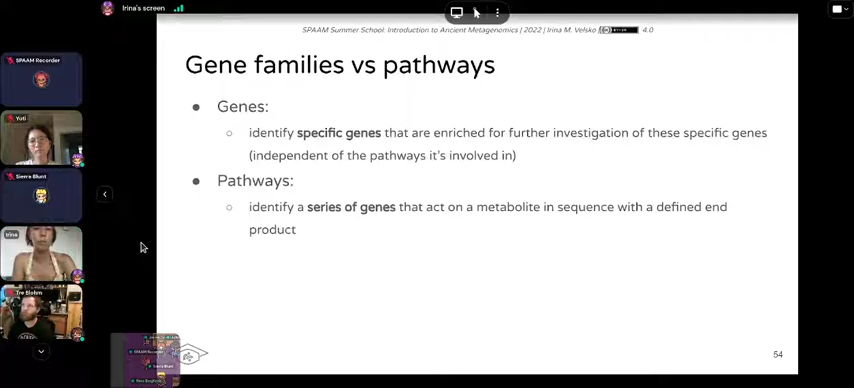 Irina's screen
SPAAM Summer School: Introduction to Ancient Metagenomics | 2022 | Irina M. Velsko
4.0
Gene families vs pathways
● Genes:
○ identify specific genes that are enriched for further investigation of these specific genes
(independent of the pathways it's involved in)
● Pathways:
○ identify a series of genes that act on a metabolite in sequence with a defined end
product
54
SPAAM Recorder
Yuti
Sierra Blunt
Irina
Tre Blohm